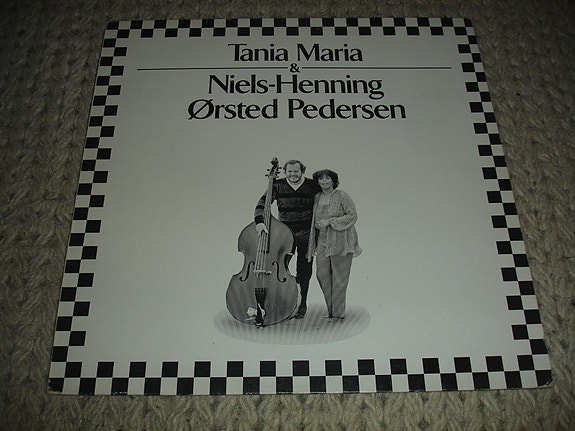 Tania Maria
&
Niels-Henning
Ørsted Pedersen